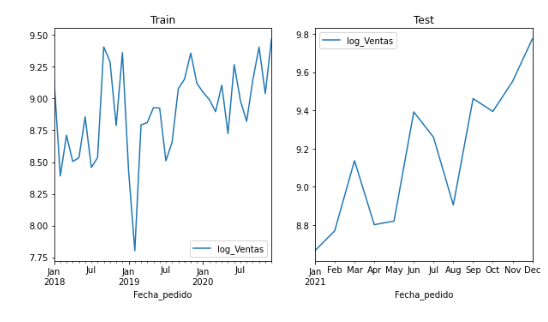 Train
9.50
9.25
9.00
8.75
8.50
8.25
8.00
7.75
log_Ventas
Jan
2018
Jul
Jan
2019
Jul
Jan
2020
Jul
Fecha_pedido
Test
log_Ventas
9.8
9.6
9.4
9.2
9.0
8.8
Jan Feb Mar Apr May Jun Jul Aug Sep Oct Nov Dec
2021
Fecha_pedido